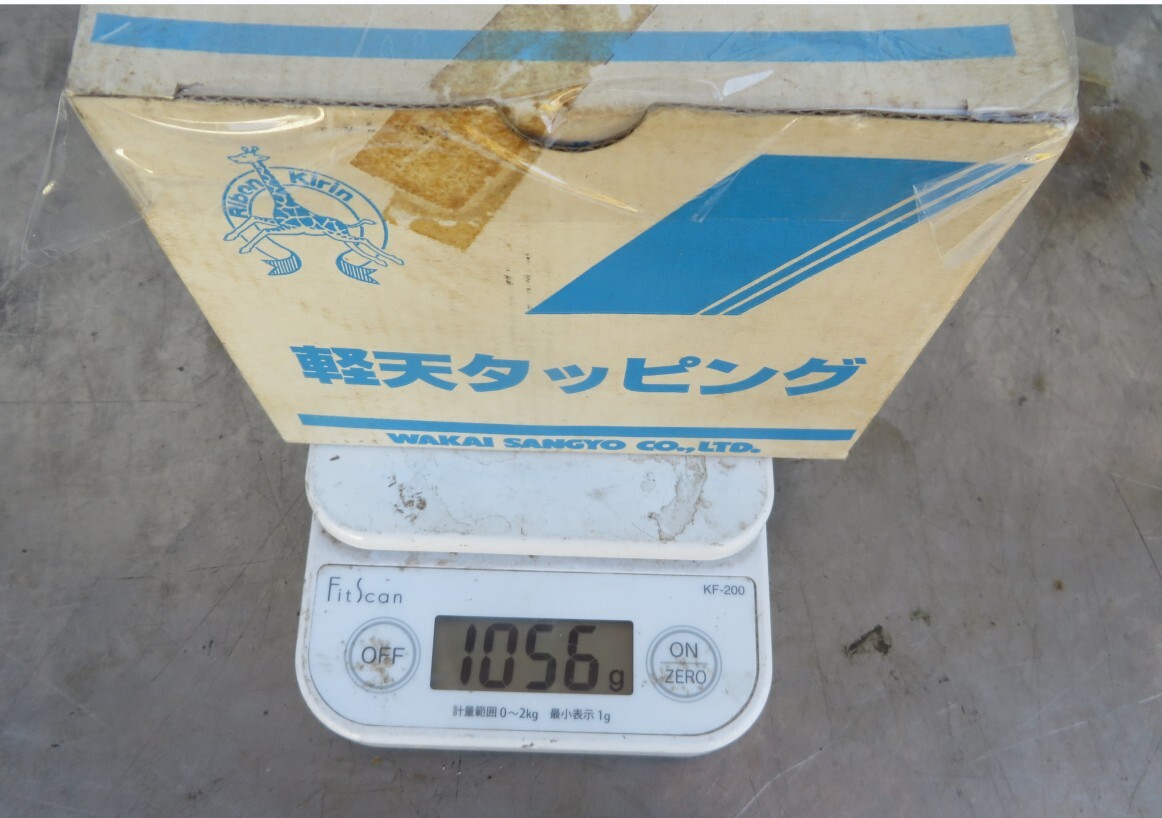 Ribon Kirin
軽天タッピング
WAKAI SANGYO CO.,LTD.
FitScan
KF-200
OFF
1056g
ON
ZERO
計量範囲 0～2kg 最小表示 1g